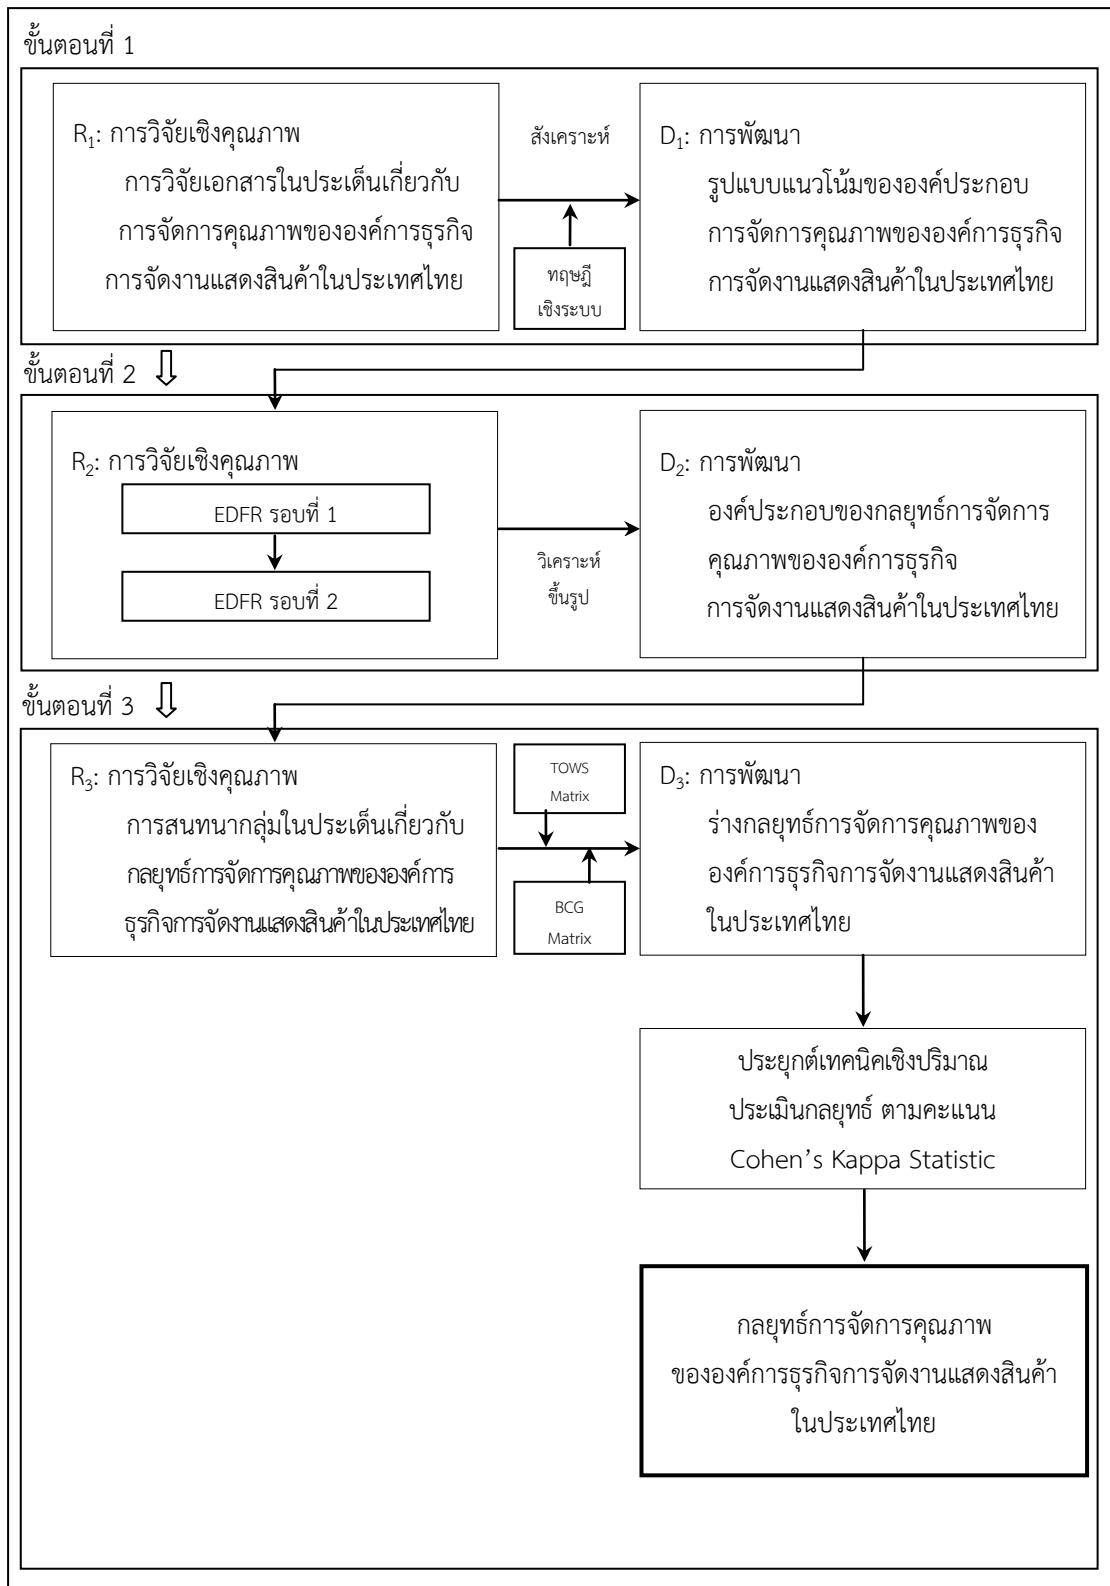 ขั้นตอนที่ 1
R₁: การวิจัยเชิงคุณภาพ
การวิจัยเอกสารในประเด็นเกี่ยวกับ
การจัดการคุณภาพขององค์การธุรกิจ
การจัดงานแสดงสินค้าในประเทศไทย
สังเคราะห์
ทฤษฎี
เชิงระบบ
D₁: การพัฒนา
รูปแบบแนวโน้มขององค์ประกอบ
การจัดการคุณภาพขององค์การธุรกิจ
การจัดงานแสดงสินค้าในประเทศไทย
ขั้นตอนที่ 2
R₂: การวิจัยเชิงคุณภาพ
EDFR รอบที่ 1
EDFR รอบที่ 2
วิเคราะห์
ขึ้นรูป
D₂: การพัฒนา
องค์ประกอบของกลยุทธ์การจัดการ
คุณภาพขององค์การธุรกิจ
การจัดงานแสดงสินค้าในประเทศไทย
ขั้นตอนที่ 3
R₃: การวิจัยเชิงคุณภาพ
การสนทนากลุ่มในประเด็นเกี่ยวกับ
กลยุทธ์การจัดการคุณภาพขององค์การ
ธุรกิจการจัดงานแสดงสินค้าในประเทศไทย
TOWS
Matrix
BCG
Matrix
D₃: การพัฒนา
ร่างกลยุทธ์การจัดการคุณภาพของ
องค์การธุรกิจการจัดงานแสดงสินค้า
ในประเทศไทย
ประยุกต์เทคนิคเชิงปริมาณ
ประเมินกลยุทธ์ ตามคะแนน
Cohen’s Kappa Statistic
กลยุทธ์การจัดการคุณภาพ
ขององค์การธุรกิจการจัดงานแสดงสินค้า
ในประเทศไทย